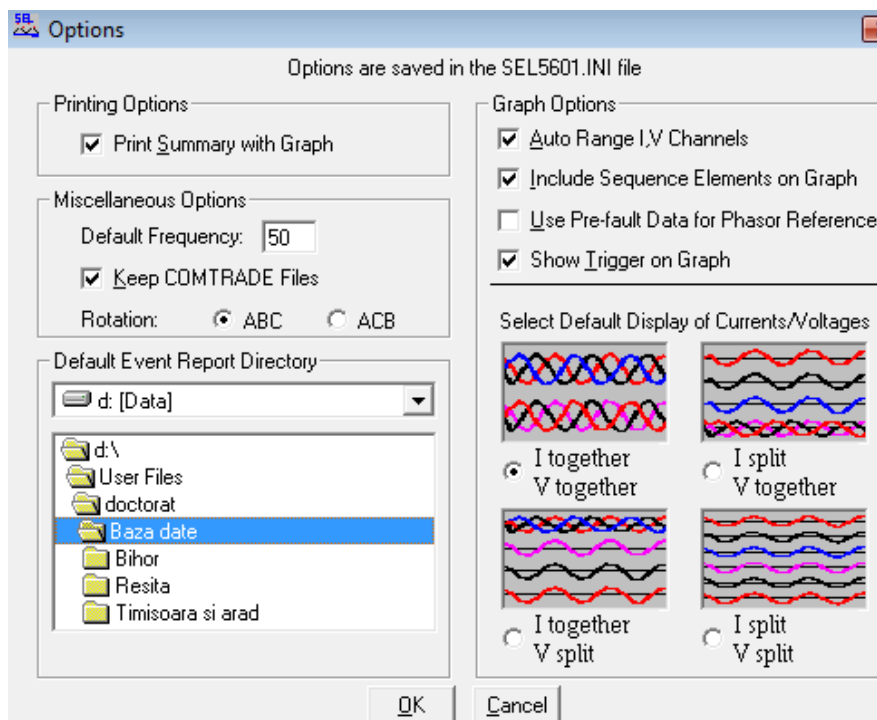 SEL
Options
Options are saved in the SEL5601.INI file
Printing Options
Print Summary with Graph
Miscellaneous Options
Default Frequency: 50
Keep COMTRADE Files
Rotation: ABC ACB
Default Event Report Directory
d: [Data]
d:\
User Files
doctorat
Baza date
Bihor
Resita
Timisoara si arad
Graph Options
Auto Range I,V Channels
Include Sequence Elements on Graph
Use Pre-fault Data for Phasor Reference
Show Trigger on Graph
Select Default Display of Currents/Voltages
I together
V together
I split
V together
I together
V split
I split
V split
OK Cancel